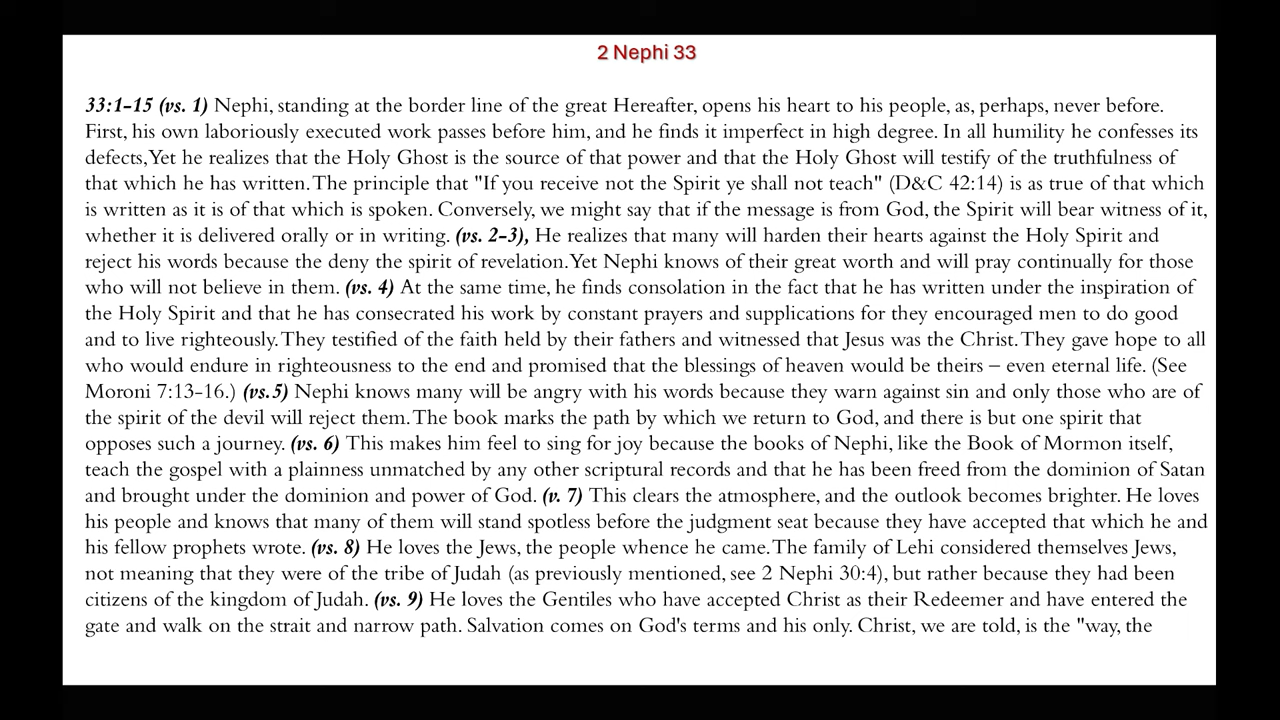 2 Nephi 33
33:1-15 (vs. 1) Nephi, standing at the border line of the great Hereafter, opens his heart to his people, as, perhaps, never before.
First, his own laboriously executed work passes before him, and he finds it imperfect in high degree. In all humility he confesses its
defects,Yet he realizes that the Holy Ghost is the source of that power and that the Holy Ghost will testify of the truthfulness of
that which he has written. The principle that "If you receive not the Spirit ye shall not teach" (D&C 42:14) is as true of that which
is written as it is of that which is spoken. Conversely, we might say that if the message is from God, the Spirit will bear witness of it,
whether it is delivered orally or in writing. (vs. 2-3), He realizes that many will harden their hearts against the Holy Spirit and
reject his words because the deny the spirit of revelation. Yet Nephi knows of their great worth and will pray continually for those
who will not believe in them. (vs. 4) At the same time, he finds consolation in the fact that he has written under the inspiration of
the Holy Spirit and that he has consecrated his work by constant prayers and supplications for they encouraged men to do good
and to live righteously. They testified of the faith held by their fathers and witnessed that Jesus was the Christ. They gave hope to all
who would endure in righteousness to the end and promised that the blessings of heaven would be theirs – even eternal life. (See
Moroni 7:13-16.) (vs.5) Nephi knows many will be angry with his words because they warn against sin and only those who are of
the spirit of the devil will reject them. The book marks the path by which we return to God, and there is but one spirit that
opposes such a journey. (vs. 6) This makes him feel to sing for joy because the books of Nephi, like the Book of Mormon itself,
teach the gospel with a plainness unmatched by any other scriptural records and that he has been freed from the dominion of Satan
and brought under the dominion and power of God. (v. 7) This clears the atmosphere, and the outlook becomes brighter. He loves
his people and knows that many of them will stand spotless before the judgment seat because they have accepted that which he and
his fellow prophets wrote. (vs. 8) He loves the Jews, the people whence he came. The family of Lehi considered themselves Jews,
not meaning that they were of the tribe of Judah (as previously mentioned, see 2 Nephi 30:4), but rather because they had been
citizens of the kingdom of Judah. (vs. 9) He loves the Gentiles who have accepted Christ as their Redeemer and have entered the
gate and walk on the strait and narrow path. Salvation comes on God's terms and his only. Christ, we are told, is the "way, the